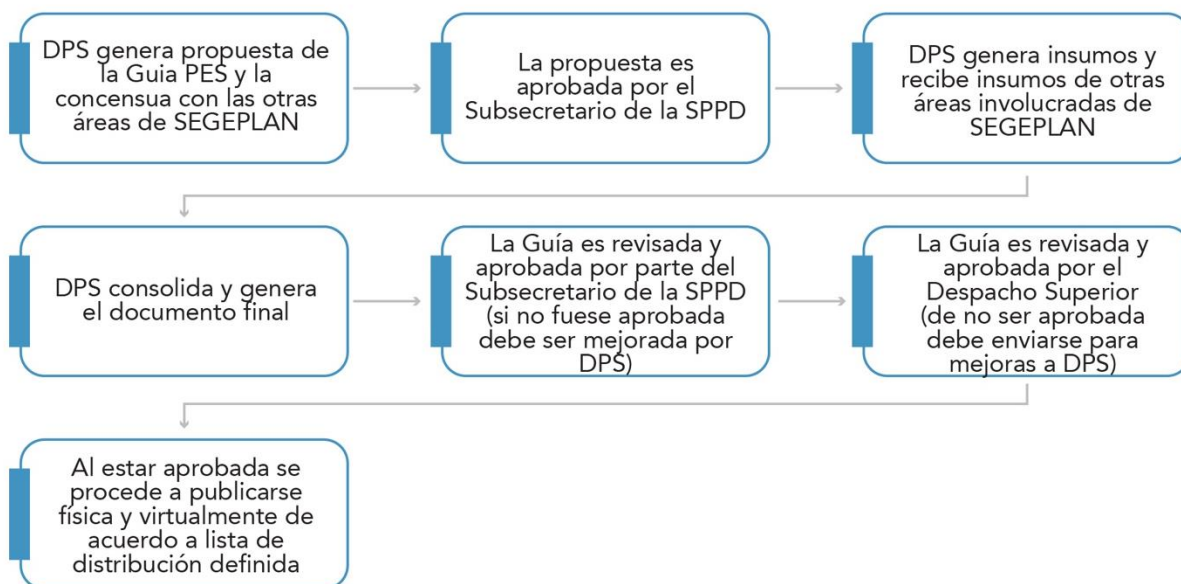 DPS genera propuesta de
la Guia PES y la
concensua con las otras
áreas de SEGEPLAN
La propuesta es
aprobada por el
Subsecretario de la SPPD
DPS genera insumos y
recibe insumos de otras
áreas involucradas de
SEGEPLAN
DPS consolida y genera
el documento final
La Guía es revisada y
aprobada por parte del
Subsecretario de la SPPD
(si no fuese aprobada
debe ser mejorada por
DPS)
La Guía es revisada y
aprobada por el
Despacho Superior
(de no ser aprobada
debe enviarse para
mejoras a DPS)
Al estar aprobada se
procede a publicarse
física y virtualmente de
acuerdo a lista de
distribución definida